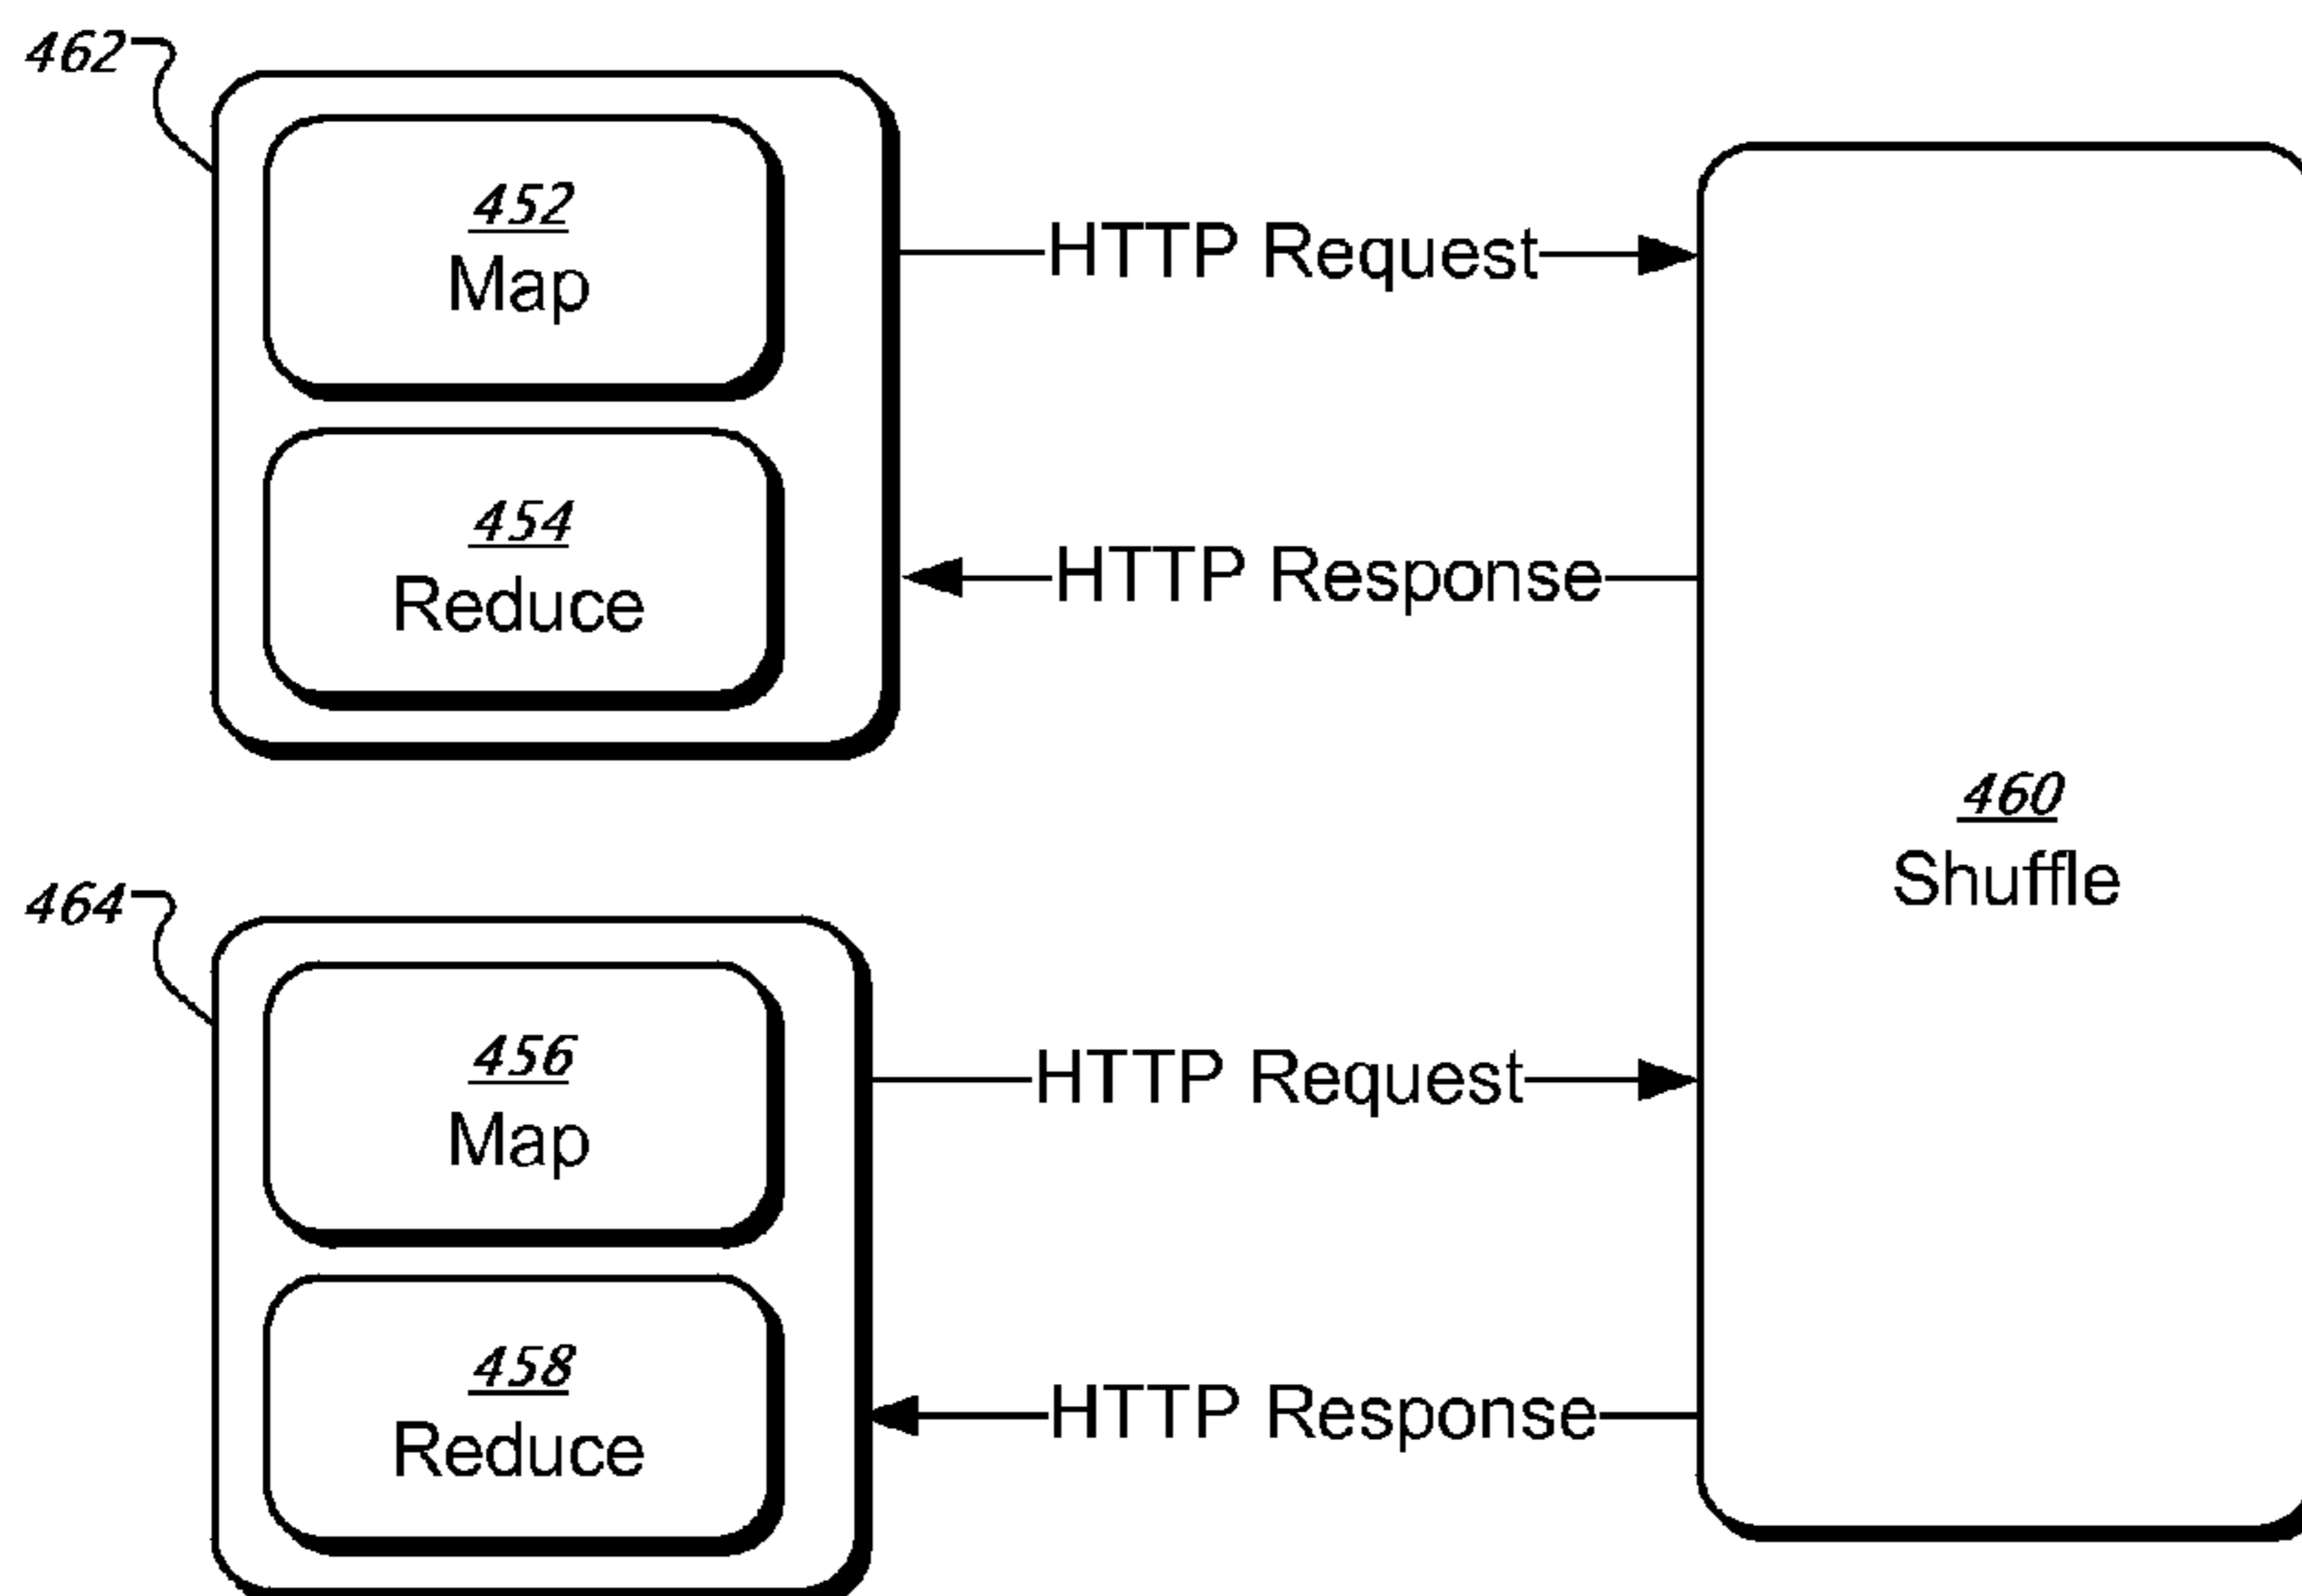 462
452
Map
HTTP Request
454
Reduce
HTTP Response
460
Shuffle
464
456
Map
HTTP Request
458
Reduce
HTTP Response